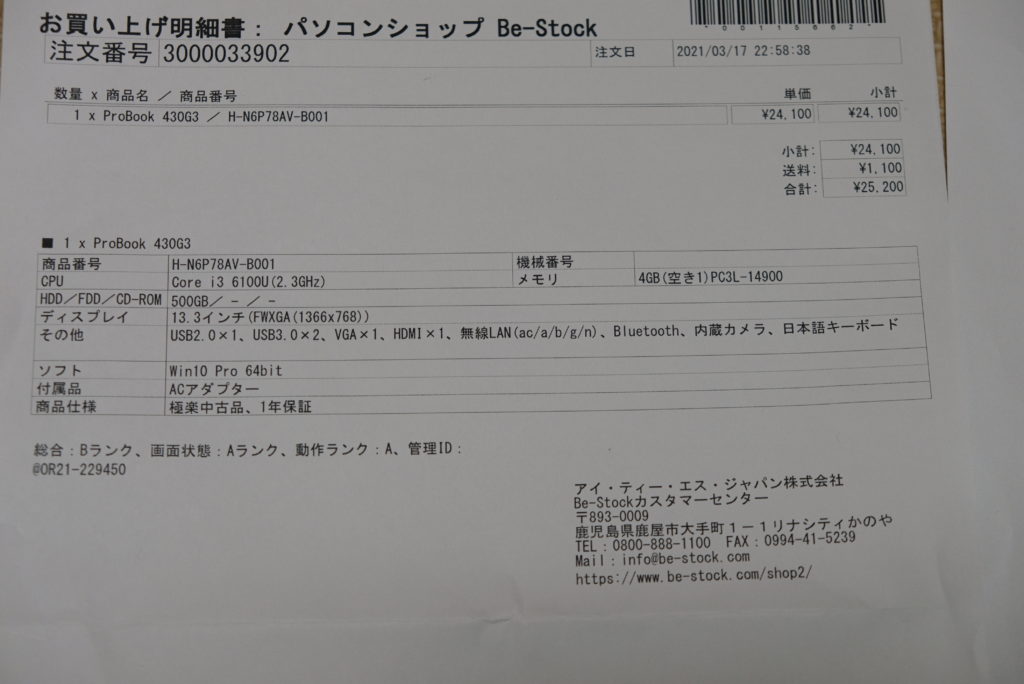 *00115662*
お買い上げ明細書： パソコンショップ Be-Stock
注文番号 3000033902 注文日 2021/03/17 22:58:38
数量 x 商品名 ／ 商品番号 単価 小計
1 x ProBook 430G3 ／ H-N6P78AV-B001 ¥24,100 ¥24,100
小計: ¥24,100
送料: ¥1,100
合計: ¥25,200
■ 1 x ProBook 430G3
商品番号 H-N6P78AV-B001 機械番号
CPU Core i3 6100U(2.3GHz) メモリ 4GB(空き1)PC3L-14900
HDD／FDD／CD-ROM 500GB／ － ／ －
ディスプレイ 13.3インチ(FWXGA(1366x768))
その他 USB2.0×1、USB3.0×2、VGA×1、HDMI×1、無線LAN(ac/a/b/g/n)、Bluetooth、内蔵カメラ、日本語キーボード
ソフト Win10 Pro 64bit
付属品 ACアダプター
商品仕様 極楽中古品、1年保証
総合：Bランク、画面状態：Aランク、動作ランク：A、管理ID：
@OR21-229450
アイ・ティー・エス・ジャパン株式会社
Be-Stockカスタマーセンター
〒893-0009
鹿児島県鹿屋市大手町１－１リナシティかのや
TEL：0800-888-1100 FAX：0994-41-5239
Mail：info@be-stock.com
https://www.be-stock.com/shop2/